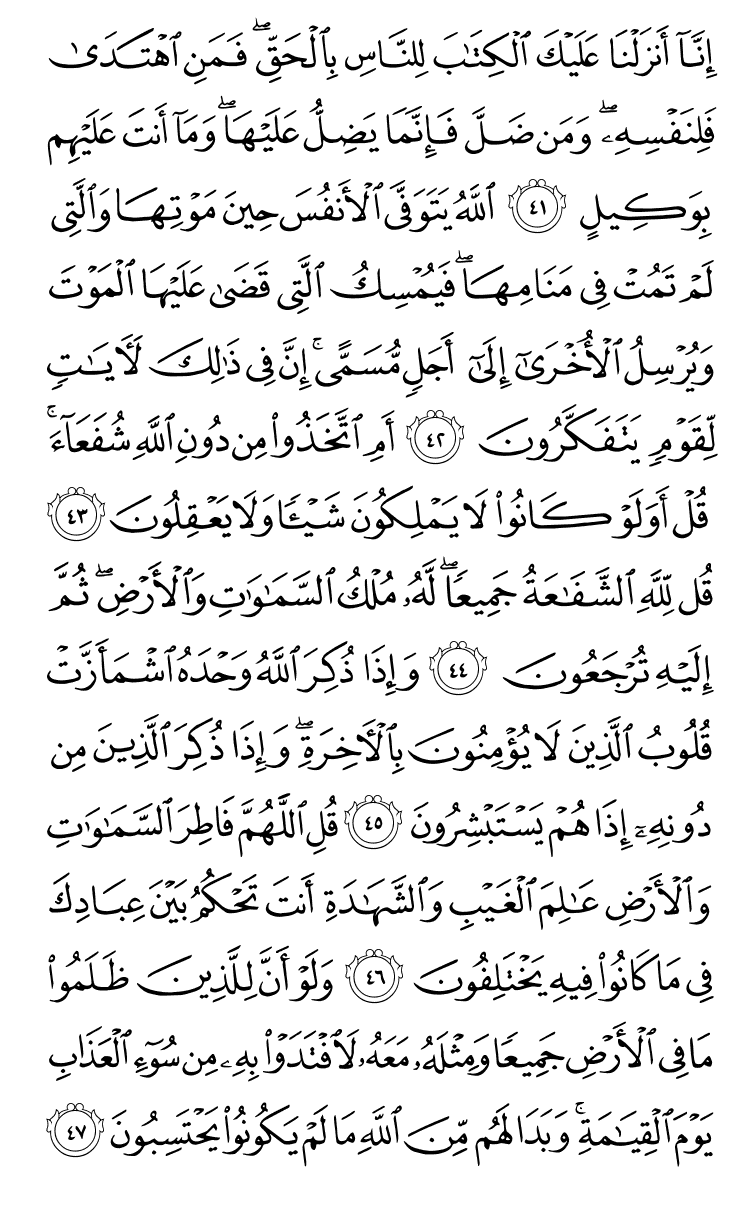 إِنَّآ أَنزَلۡنَا عَلَيۡكَ ٱلۡكِتَٰبَ لِلنَّاسِ بِٱلۡحَقِّۖ فَمَنِ ٱهۡتَدَىٰ
فَلِنَفۡسِهِۦۖ وَمَن ضَلَّ فَإِنَّمَا يَضِلُّ عَلَيۡهَاۖ وَمَآ أَنتَ عَلَيۡهِم
بِوَكِيلٍ ٤١ ٱللَّهُ يَتَوَفَّى ٱلۡأَنفُسَ حِينَ مَوۡتِهَا وَٱلَّتِي
لَمۡ تَمُتۡ فِي مَنَامِهَاۖ فَيُمۡسِكُ ٱلَّتِي قَضَىٰ عَلَيۡهَا ٱلۡمَوۡتَ
وَيُرۡسِلُ ٱلۡأُخۡرَىٰٓ إِلَىٰٓ أَجَلٖ مُّسَمًّىۚ إِنَّ فِي ذَٰلِكَ لَأٓيَٰتٖ
لِّقَوۡمٖ يَتَفَكَّرُونَ ٤٢ أَمِ ٱتَّخَذُواْ مِن دُونِ ٱللَّهِ شُفَعَآءَۚ
قُلۡ أَوَلَوۡ كَانُواْ لَا يَمۡلِكُونَ شَيۡـٔٗا وَلَا يَعۡقِلُونَ ٤٣
قُل لِّلَّهِ ٱلشَّفَٰعَةُ جَمِيعٗاۖ لَّهُۥ مُلۡكُ ٱلسَّمَٰوَٰتِ وَٱلۡأَرۡضِۖ ثُمَّ
إِلَيۡهِ تُرۡجَعُونَ ٤٤ وَإِذَا ذُكِرَ ٱللَّهُ وَحۡدَهُ ٱشۡمَأَزَّتۡ
قُلُوبُ ٱلَّذِينَ لَا يُؤۡمِنُونَ بِٱلۡأٓخِرَةِۖ وَإِذَا ذُكِرَ ٱلَّذِينَ مِن
دُونِهِۦٓ إِذَا هُمۡ يَسۡتَبۡشِرُونَ ٤٥ قُلِ ٱللَّهُمَّ فَاطِرَ ٱلسَّمَٰوَٰتِ
وَٱلۡأَرۡضِ عَٰلِمَ ٱلۡغَيۡبِ وَٱلشَّهَٰدَةِ أَنتَ تَحۡكُمُ بَيۡنَ عِبَادِكَ
فِي مَا كَانُواْ فِيهِ يَخۡتَلِفُونَ ٤٦ وَلَوۡ أَنَّ لِلَّذِينَ ظَلَمُواْ
مَا فِي ٱلۡأَرۡضِ جَمِيعٗا وَمِثۡلَهُۥ مَعَهُۥ لَٱفۡتَدَوۡاْ بِهِۦ مِن سُوٓءِ ٱلۡعَذَابِ
يَوۡمَ ٱلۡقِيَٰمَةِۚ وَبَدَا لَهُم مِّنَ ٱللَّهِ مَا لَمۡ يَكُونُواْ يَحۡتَسِبُونَ ٤٧